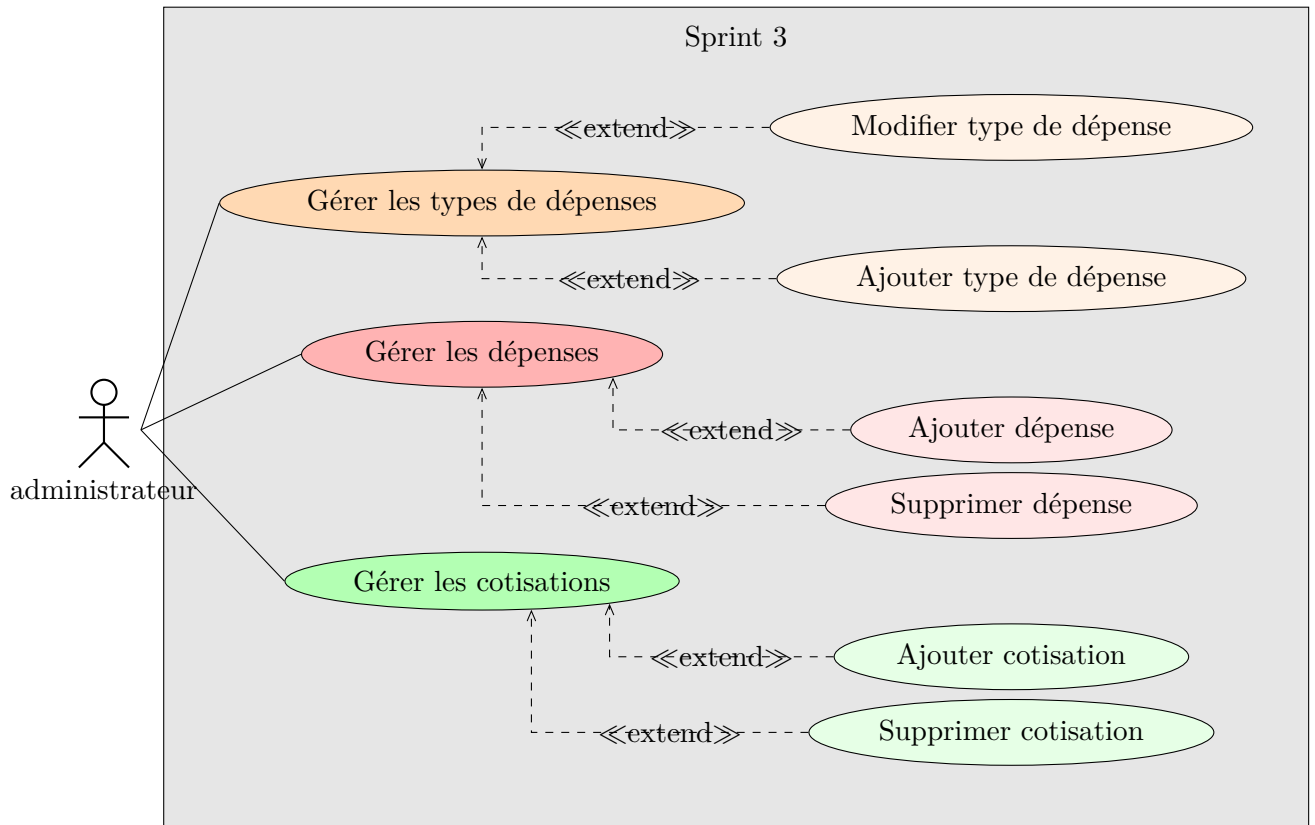 Sprint 3
≪extend≫
Modifier type de dépense
Gérer les types de dépenses
≪extend≫
Ajouter type de dépense
Gérer les dépenses
≪extend≫
Ajouter dépense
administrateur
≪extend≫
Supprimer dépense
Gérer les cotisations
≪extend≫
Ajouter cotisation
≪extend≫
Supprimer cotisation